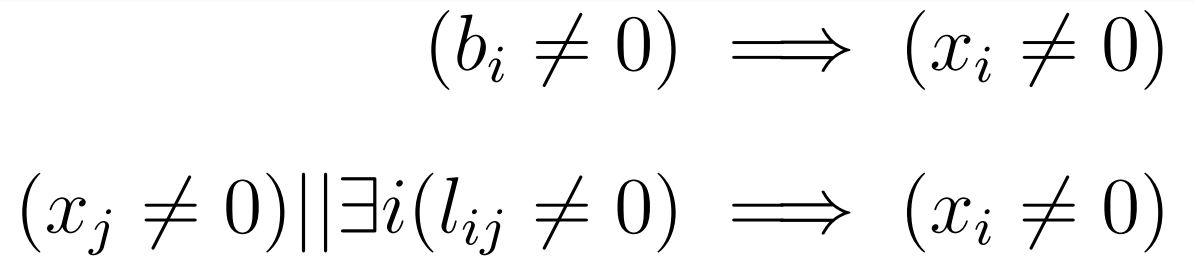 (b_i ≠ 0) ⟹ (x_i ≠ 0)
(x_j ≠ 0)||∃i(l_{ij} ≠ 0) ⟹ (x_i ≠ 0)